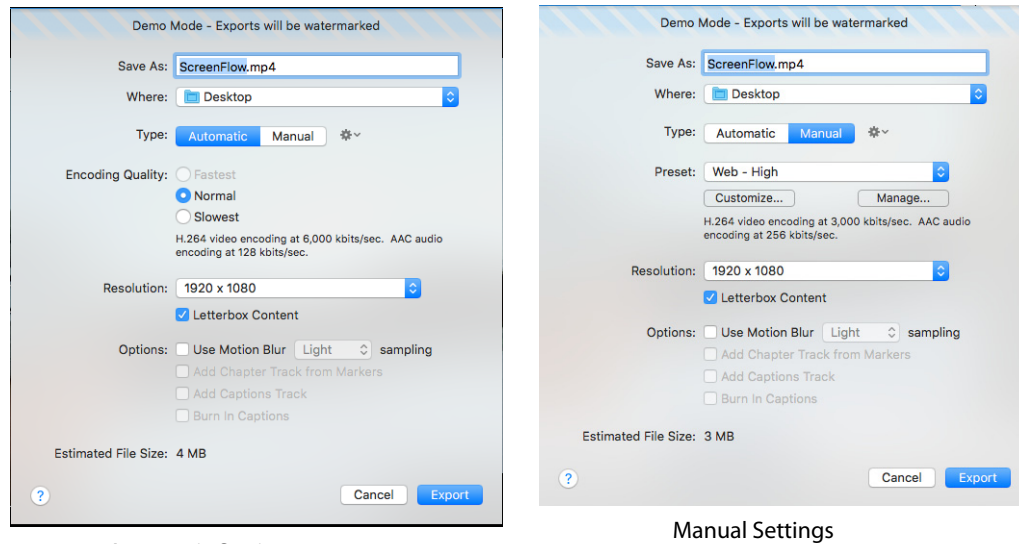 Demo Mode - Exports will be watermarked
Save As: ScreenFlow.mp4
Where: Desktop
Type: Automatic Manual
Encoding Quality: Fastest
Normal
Slowest
H.264 video encoding at 6,000 kbits/sec. AAC audio
encoding at 128 kbits/sec.
Resolution: 1920 x 1080
Letterbox Content
Options: Use Motion Blur Light sampling
Add Chapter Track from Markers
Add Captions Track
Burn In Captions
Estimated File Size: 4 MB
? Cancel Export
Demo Mode - Exports will be watermarked
Save As: ScreenFlow.mp4
Where: Desktop
Type: Automatic Manual
Preset: Web - High
Customize... Manage...
H.264 video encoding at 3,000 kbits/sec. AAC audio
encoding at 256 kbits/sec.
Resolution: 1920 x 1080
Letterbox Content
Options: Use Motion Blur Light sampling
Add Chapter Track from Markers
Add Captions Track
Burn In Captions
Estimated File Size: 3 MB
? Cancel Export
Manual Settings